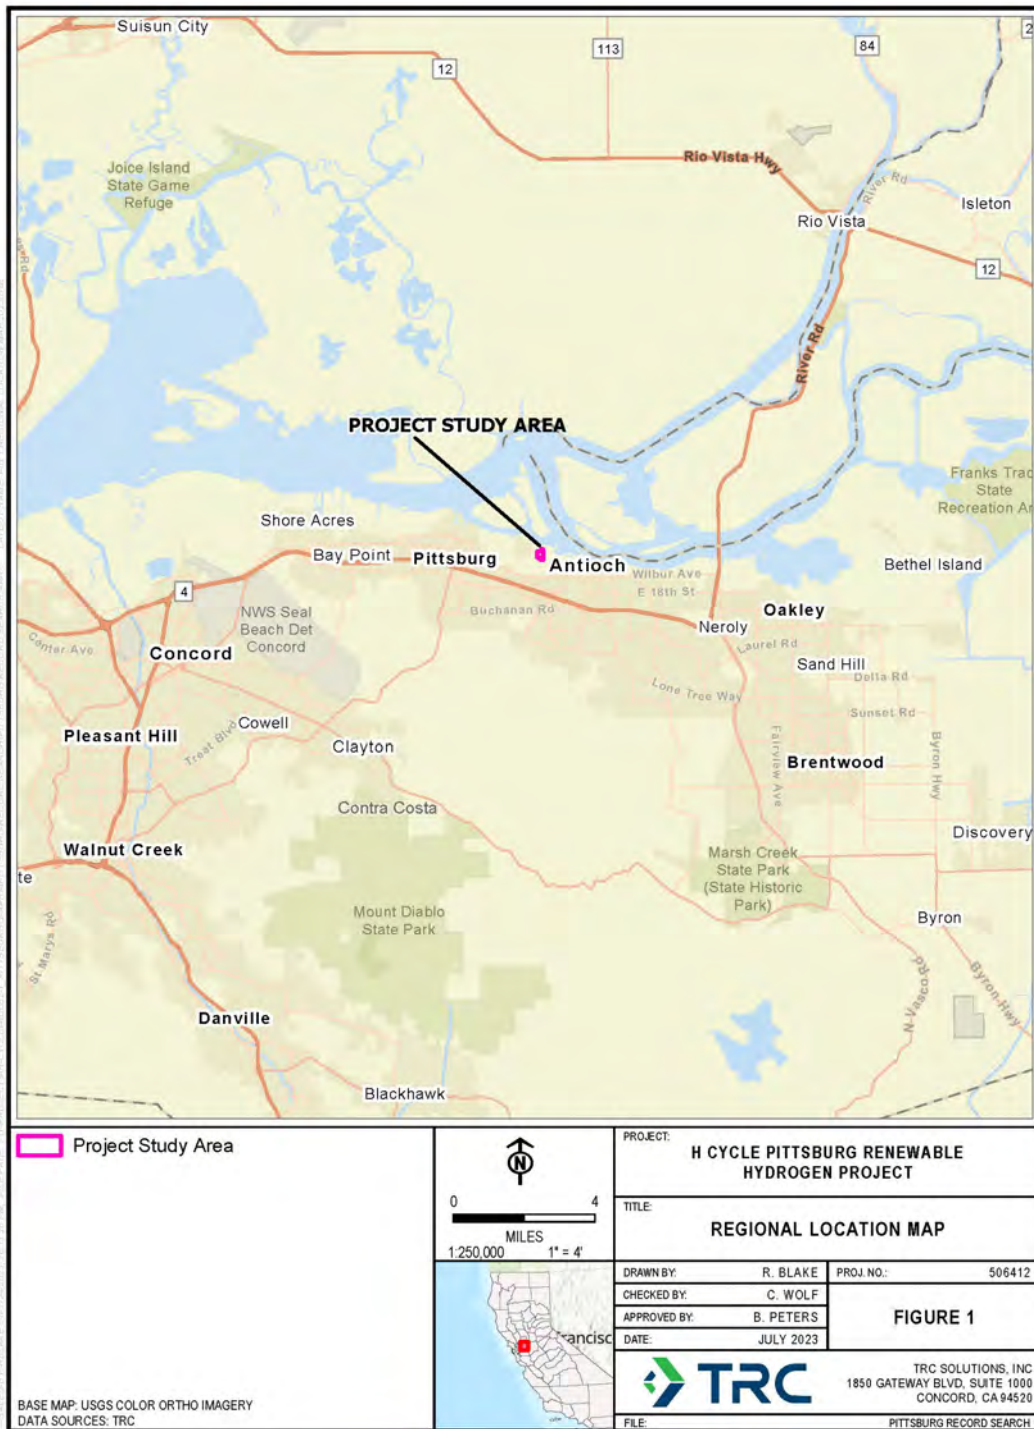 Suisun City
113
84
2
12
Joice Island
State Game
Refuge
Rio Vista Hwy
River Rd
Isleton
Rio Vista
12
River Rd
PROJECT STUDY AREA
Franks Trac
State
Recreation Ar
Shore Acres
Bay Point
Pittsburg
Antioch
Bethel Island
Wilbur Ave
E 18th St
4
NWS Seal
Beach Det
Concord
Buchanan Rd
Oakley
Neroly
Center Ave
Concord
Laurel Rd
Sand Hill
Delta Rd
Lone Tree Way
Sunset Rd
Pleasant Hill
Treat Blvd
Cowell
Clayton
Fairview Ave
Byron Hwy
Brentwood
Contra Costa
Walnut Creek
Discovery
te
Marsh Creek
State Park
(State Historic
Park)
Mount Diablo
State Park
St Marys Rd
Byron
N Vasco Rd
Byron Hwy
Danville
Blackhawk
Project Study Area
BASE MAP: USGS COLOR ORTHO IMAGERY
DATA SOURCES: TRC
N
0 4
MILES
1:250,000 1" = 4'
Francisc
PROJECT:
H CYCLE PITTSBURG RENEWABLE
HYDROGEN PROJECT
TITLE:
REGIONAL LOCATION MAP
DRAWN BY: R. BLAKE
PROJ. NO.: 506412
CHECKED BY: C. WOLF
APPROVED BY: B. PETERS
DATE: JULY 2023
FIGURE 1
TRC
TRC SOLUTIONS, INC
1850 GATEWAY BLVD, SUITE 1000
CONCORD, CA 94520
FILE: PITTSBURG RECORD SEARCH